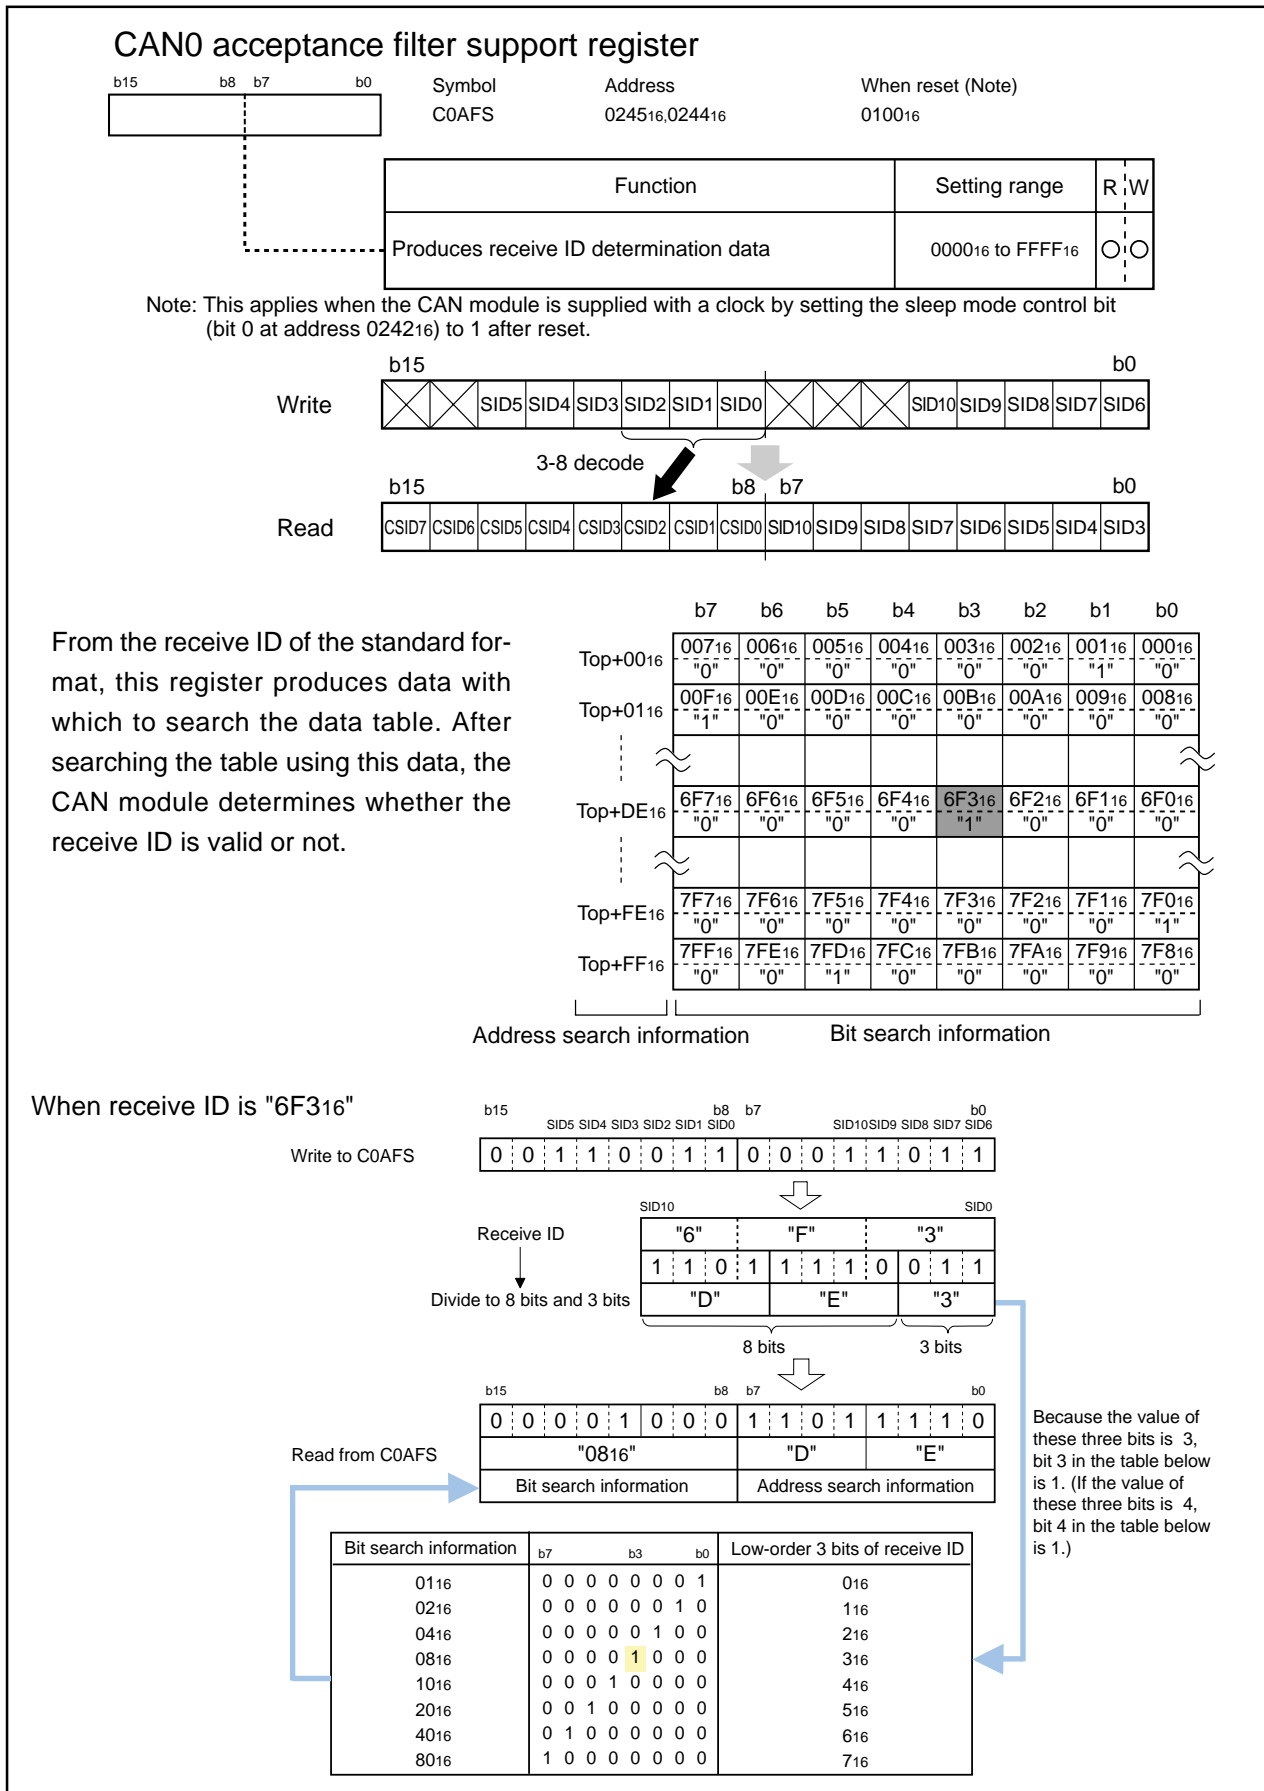 CAN0 acceptance filter support register
b15 b8 b7 b0
Symbol Address When reset (Note)
C0AFS 024516,024416 010016
Function Setting range R W
Produces receive ID determination data 000016 to FFFF16 ○ ○
Note: This applies when the CAN module is supplied with a clock by setting the sleep mode control bit
(bit 0 at address 024216) to 1 after reset.
b15 b0
Write SID5 SID4 SID3 SID2 SID1 SID0 SID10 SID9 SID8 SID7 SID6
3-8 decode
b15 b8 b7 b0
Read CSID7 CSID6 CSID5 CSID4 CSID3 CSID2 CSID1 CSID0 SID10 SID9 SID8 SID7 SID6 SID5 SID4 SID3
From the receive ID of the standard for-
mat, this register produces data with
which to search the data table. After
searching the table using this data, the
CAN module determines whether the
receive ID is valid or not.
b7 b6 b5 b4 b3 b2 b1 b0
Top+0016 00716 00616 00516 00416 00316 00216 00116 00016
"0" "0" "0" "0" "0" "0" "1" "0"
Top+0116 00F16 00E16 00D16 00C16 00B16 00A16 00916 00816
"1" "0" "0" "0" "0" "0" "0" "0"
Top+DE16 6F716 6F616 6F516 6F416 6F316 6F216 6F116 6F016
"0" "0" "0" "0" "1" "0" "0" "0"
Top+FE16 7F716 7F616 7F516 7F416 7F316 7F216 7F116 7F016
"0" "0" "0" "0" "0" "0" "0" "1"
Top+FF16 7FF16 7FE16 7FD16 7FC16 7FB16 7FA16 7F916 7F816
"0" "0" "1" "0" "0" "0" "0" "0"
Address search information Bit search information
When receive ID is "6F316"
b15 b8 b7 b0
SID5 SID4 SID3 SID2 SID1 SID0 SID10 SID9 SID8 SID7 SID6
Write to C0AFS 0 0 1 1 0 0 1 1 0 0 0 1 1 0 1 1
SID10 SID0
Receive ID "6" "F" "3"
1 1 0 1 1 1 1 0 0 1 1
Divide to 8 bits and 3 bits "D" "E" "3"
8 bits 3 bits
b15 b8 b7 b0
0 0 0 0 1 0 0 0 1 1 0 1 1 1 1 0
Read from C0AFS "0816" "D" "E"
Bit search information Address search information
Because the value of
these three bits is 3,
bit 3 in the table below
is 1. (If the value of
these three bits is 4,
bit 4 in the table below
is 1.)
Bit search information b7 b3 b0 Low-order 3 bits of receive ID
0116 0 0 0 0 0 0 0 1 016
0216 0 0 0 0 0 0 1 0 116
0416 0 0 0 0 0 1 0 0 216
0816 0 0 0 0 1 0 0 0 316
1016 0 0 0 1 0 0 0 0 416
2016 0 0 1 0 0 0 0 0 516
4016 0 1 0 0 0 0 0 0 616
8016 1 0 0 0 0 0 0 0 716